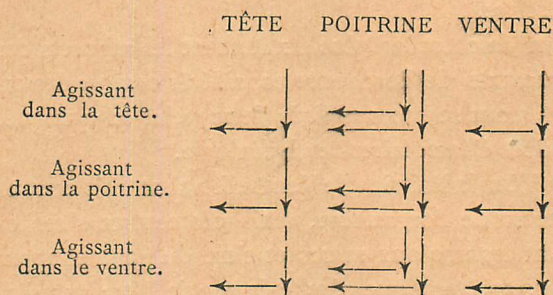 TÊTE POITRINE VENTRE
Agissant
dans la tête.
Agissant
dans la poitrine.
Agissant
dans le ventre.